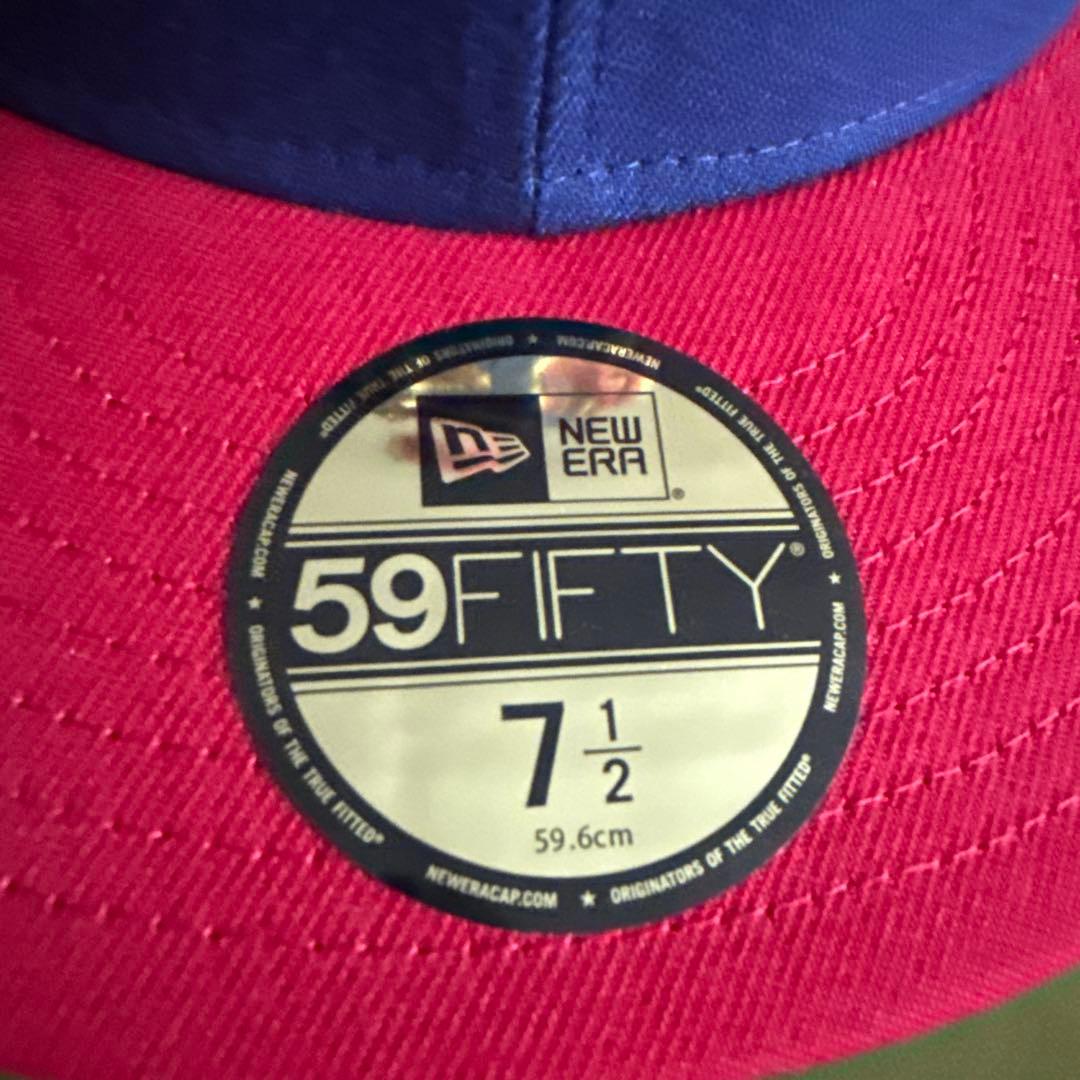 NEW
ERA®
59FIFTY®
7 1/2
59.6cm
NEWERACAP.COM ★ ORIGINATORS OF THE TRUE FITTED®
NEWERACAP.COM ★ ORIGINATORS OF THE TRUE FITTED®
NEWERACAP.COM ★ ORIGINATORS OF THE TRUE FITTED®
NEWERACAP.COM ★ ORIGINATORS OF THE TRUE FITTED®